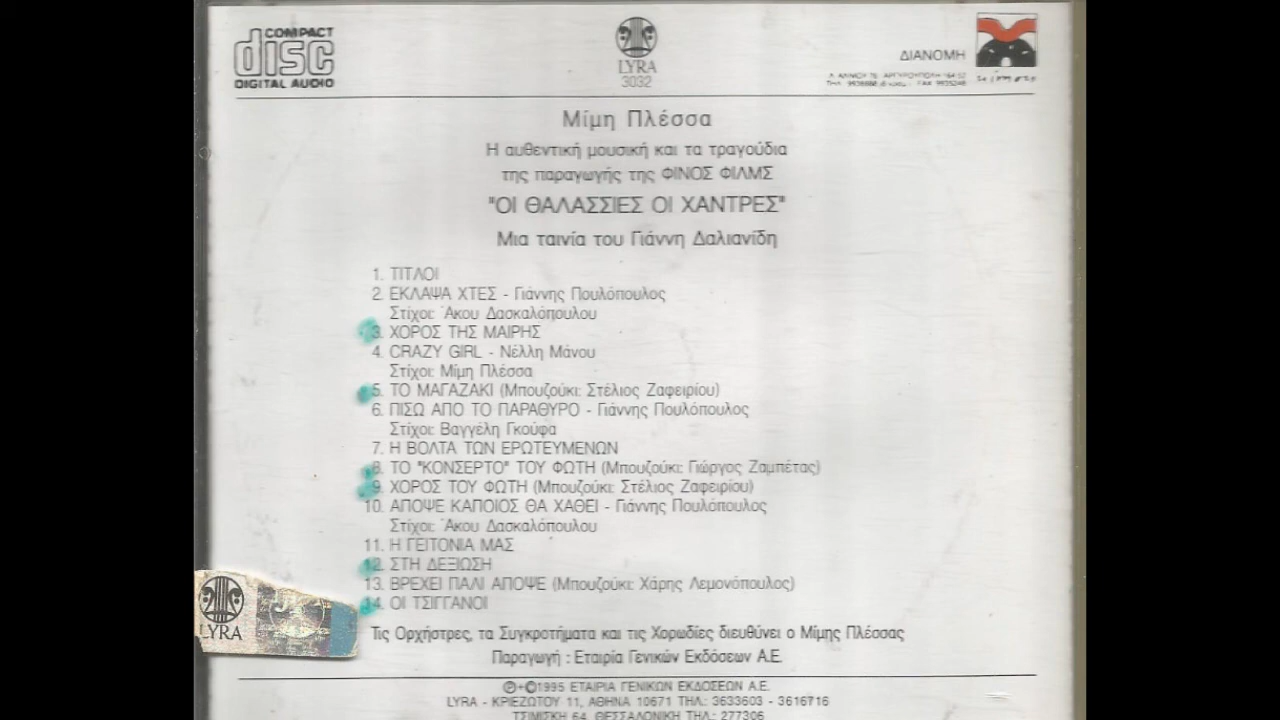 COMPACT
disc
DIGITAL AUDIO
LYRA
3032
ΔΙΑΝΟΜΗ
Μίμη Πλέσσα
Η αυθεντική μουσική και τα τραγούδια
της παραγωγής της ΦΙΝΟΣ ΦΙΛΜΣ
"ΟΙ ΘΑΛΑΣΣΙΕΣ ΟΙ ΧΑΝΤΡΕΣ"
Μια ταινία του Γιάννη Δαλιανίδη
1. ΤΙΤΛΟΙ
2. ΕΚΛΑΨΑ ΧΤΕΣ - Γιάννης Πουλόπουλος
Στίχοι: Άκου Δασκαλόπουλου
3. ΧΟΡΟΣ ΤΗΣ ΜΑΙΡΗΣ
4. CRAZY GIRL - Νέλλη Μάνου
Στίχοι: Μίμη Πλέσσα
5. ΤΟ ΜΑΓΑΖΑΚΙ (Μπουζούκι: Στέλιος Ζαφειρίου)
6. ΠΙΣΩ ΑΠΟ ΤΟ ΠΑΡΑΘΥΡΟ - Γιάννης Πουλόπουλος
Στίχοι: Βαγγέλη Γκούφα
7. Η ΒΟΛΤΑ ΤΩΝ ΕΡΩΤΕΥΜΕΝΩΝ
8. ΤΟ "ΚΟΝΣΕΡΤΟ" ΤΟΥ ΦΩΤΗ (Μπουζούκι: Γιώργος Ζαμπέτας)
9. ΧΟΡΟΣ ΤΟΥ ΦΩΤΗ (Μπουζούκι: Στέλιος Ζαφειρίου)
10. ΑΠΟΨΕ ΚΑΠΟΙΟΣ ΘΑ ΧΑΘΕΙ - Γιάννης Πουλόπουλος
Στίχοι: Άκου Δασκαλόπουλου
11. Η ΓΕΙΤΟΝΙΑ ΜΑΣ
12. ΣΤΗ ΔΕΞΙΩΣΗ
13. ΒΡΕΧΕΙ ΠΑΛΙ ΑΠΟΨΕ (Μπουζούκι: Χάρης Λεμονόπουλος)
14. ΟΙ ΤΣΙΓΓΑΝΟΙ
LYRA
Τις Ορχήστρες, τα Συγκροτήματα και τις Χορωδίες διευθύνει ο Μίμης Πλέσσας
Παραγωγή : Εταιρία Γενικών Εκδόσεων Α.Ε.
℗+©1995 ΕΤΑΙΡΙΑ ΓΕΝΙΚΩΝ ΕΚΔΟΣΕΩΝ Α.Ε.
LYRA - ΚΡΙΕΖΩΤΟΥ 11, ΑΘΗΝΑ 10671 ΤΗΛ.: 3633603 - 3616716
ΤΣΙΜΙΣΚΗ 64, ΘΕΣΣΑΛΟΝΙΚΗ ΤΗΛ.: 277306